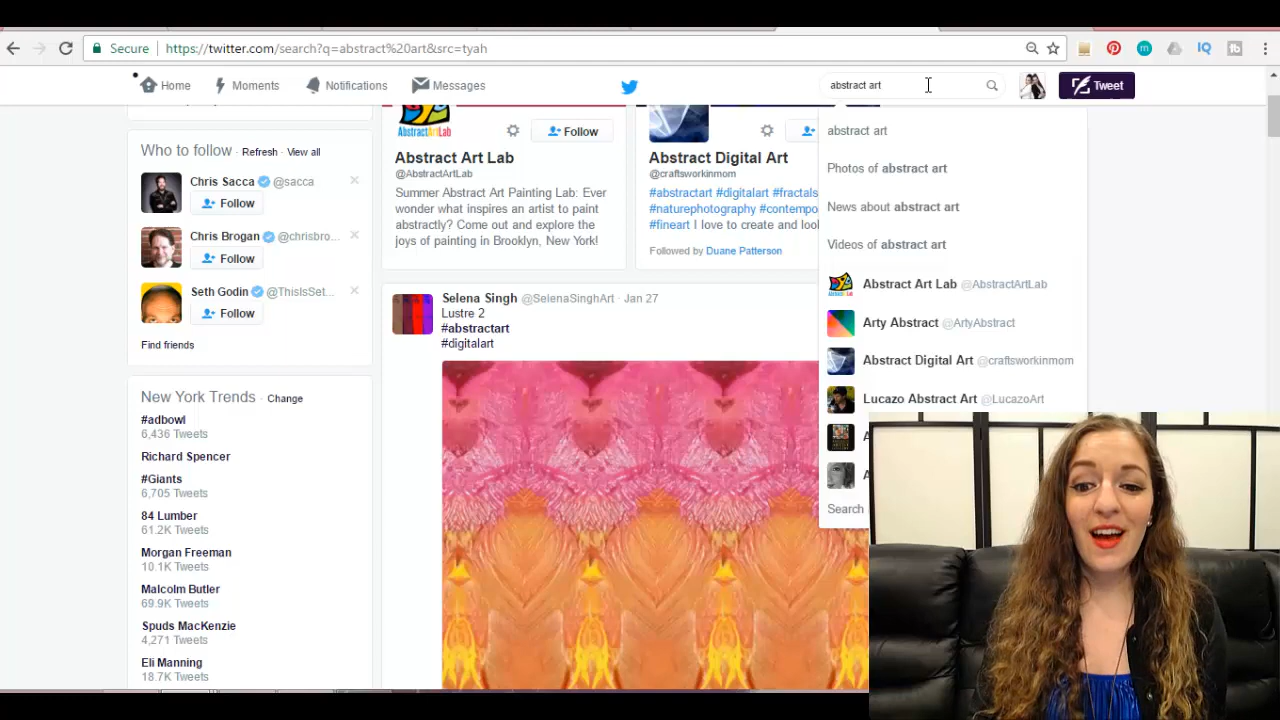 Secure
https://twitter.com/search?q=abstract%20art&src=tyah
Home
Moments
Notifications
Messages
abstract art
Tweet
Who to follow · Refresh · View all
Chris Sacca @sacca
Follow
Chris Brogan @chrisbro...
Follow
Seth Godin @ThisIsSet...
Follow
Find friends
New York Trends · Change
#adbowl
6,436 Tweets
Richard Spencer
#Giants
6,705 Tweets
84 Lumber
61.2K Tweets
Morgan Freeman
10.1K Tweets
Malcolm Butler
69.9K Tweets
Spuds MacKenzie
4,271 Tweets
Eli Manning
18.7K Tweets
AbstractArtLab
Follow
Abstract Art Lab
@AbstractArtLab
Summer Abstract Art Painting Lab: Ever
wonder what inspires an artist to paint
abstractly? Come out and explore the
joys of painting in Brooklyn, New York!
Abstract Digital Art
@craftsworkinmom
#abstractart #digitalart #fractals
#naturephotography #contempo
#fineart I love to create and look
Followed by Duane Patterson
Selena Singh @SelenaSinghArt · Jan 27
Lustre 2
#abstractart
#digitalart
abstract art
Photos of abstract art
News about abstract art
Videos of abstract art
Abstract Art Lab @AbstractArtLab
Arty Abstract @ArtyAbstract
Abstract Digital Art @craftsworkinmom
Lucazo Abstract Art @LucazoArt
A
A
Search